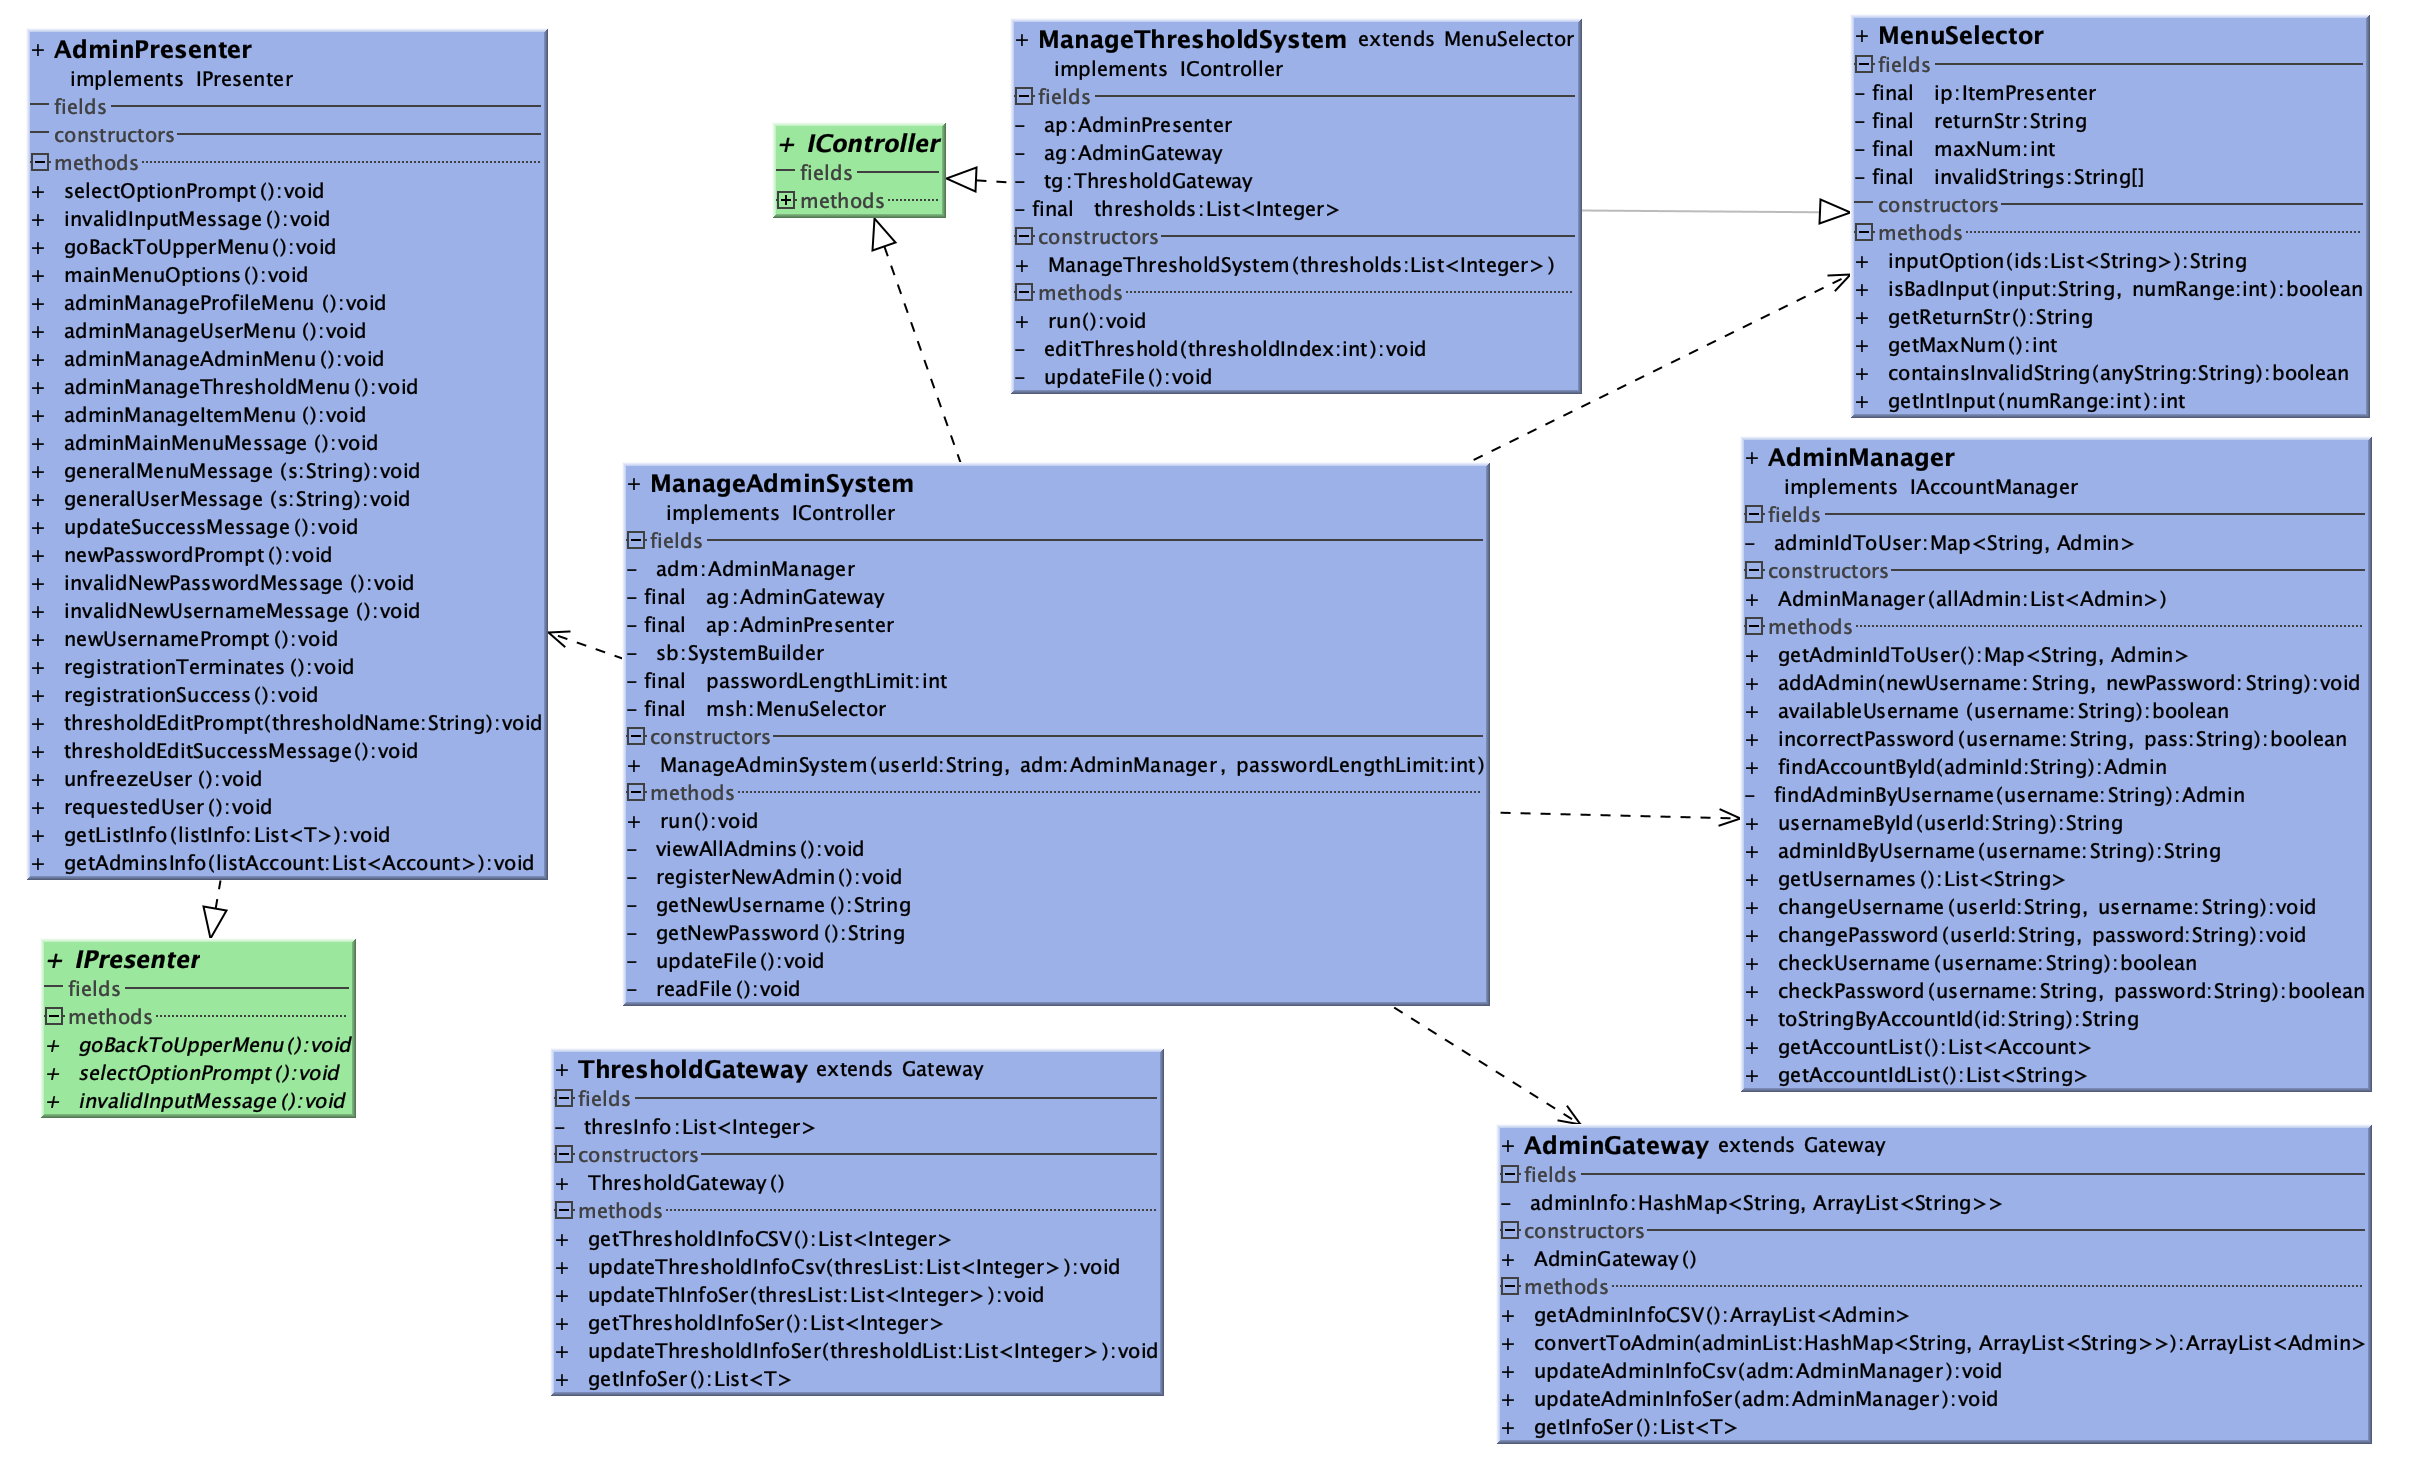 + AdminPresenter
implements IPresenter
fields
constructors
methods
+ selectOptionPrompt():void
+ invalidInputMessage():void
+ goBackToUpperMenu():void
+ mainMenuOptions():void
+ adminManageProfileMenu():void
+ adminManageUserMenu():void
+ adminManageAdminMenu():void
+ adminManageThresholdMenu():void
+ adminManageItemMenu():void
+ adminMainMenuMessage():void
+ generalMenuMessage(s:String):void
+ generalUserMessage(s:String):void
+ updateSuccessMessage():void
+ newPasswordPrompt():void
+ invalidNewPasswordMessage():void
+ invalidNewUsernameMessage():void
+ newUsernamePrompt():void
+ registrationTerminates():void
+ registrationSuccess():void
+ thresholdEditPrompt(thresholdName:String):void
+ thresholdEditSuccessMessage():void
+ unfreezeUser():void
+ requestedUser():void
+ getListInfo(listInfo:List<T>):void
+ getAdminsInfo(listAccount:List<Account>):void
+ IPresenter
fields
methods
+ goBackToUpperMenu():void
+ selectOptionPrompt():void
+ invalidInputMessage():void
+ IController
fields
methods
+ ManageThresholdSystem extends MenuSelector
implements IController
fields
- ap:AdminPresenter
- ag:AdminGateway
- tg:ThresholdGateway
- final thresholds:List<Integer>
constructors
+ ManageThresholdSystem(thresholds:List<Integer>)
methods
+ run():void
- editThreshold(thresholdIndex:int):void
- updateFile():void
+ MenuSelector
fields
- final ip:ItemPresenter
- final returnStr:String
- final maxNum:int
- final invalidStrings:String[]
constructors
methods
+ inputOption(ids:List<String>):String
+ isBadInput(input:String, numRange:int):boolean
+ getReturnStr():String
+ getMaxNum():int
+ containsInvalidString(anyString:String):boolean
+ getIntInput(numRange:int):int
+ ManageAdminSystem
implements IController
fields
- adm:AdminManager
- final ag:AdminGateway
- final ap:AdminPresenter
- sb:SystemBuilder
- final passwordLengthLimit:int
- final msh:MenuSelector
constructors
+ ManageAdminSystem(userId:String, adm:AdminManager, passwordLengthLimit:int)
methods
+ run():void
- viewAllAdmins():void
- registerNewAdmin():void
- getNewUsername():String
- getNewPassword():String
- updateFile():void
- readFile():void
+ AdminManager
implements IAccountManager
fields
- adminIdToUser:Map<String, Admin>
constructors
+ AdminManager(allAdmin:List<Admin>)
methods
+ getAdminIdToUser():Map<String, Admin>
+ addAdmin(newUsername:String, newPassword:String):void
+ availableUsername(username:String):boolean
+ incorrectPassword(username:String, pass:String):boolean
+ findAccountById(adminId:String):Admin
- findAdminByUsername(username:String):Admin
+ usernameById(userId:String):String
+ adminIdByUsername(username:String):String
+ getUsernames():List<String>
+ changeUsername(userId:String, username:String):void
+ changePassword(userId:String, password:String):void
+ checkUsername(username:String):boolean
+ checkPassword(username:String, password:String):boolean
+ toStringByAccountId(id:String):String
+ getAccountList():List<Account>
+ getAccountIdList():List<String>
+ ThresholdGateway extends Gateway
fields
- thresInfo:List<Integer>
constructors
+ ThresholdGateway()
methods
+ getThresholdInfoCSV():List<Integer>
+ updateThresholdInfoCsv(thresList:List<Integer>):void
+ updateThInfoSer(thresList:List<Integer>):void
+ getThresholdInfoSer():List<Integer>
+ updateThresholdInfoSer(thresholdList:List<Integer>):void
+ getInfoSer():List<T>
+ AdminGateway extends Gateway
fields
- adminInfo:HashMap<String, ArrayList<String>>
constructors
+ AdminGateway()
methods
+ getAdminInfoCSV():ArrayList<Admin>
+ convertToAdmin(adminList:HashMap<String, ArrayList<String>>):ArrayList<Admin>
+ updateAdminInfoCsv(adm:AdminManager):void
+ updateAdminInfoSer(adm:AdminManager):void
+ getInfoSer():List<T>